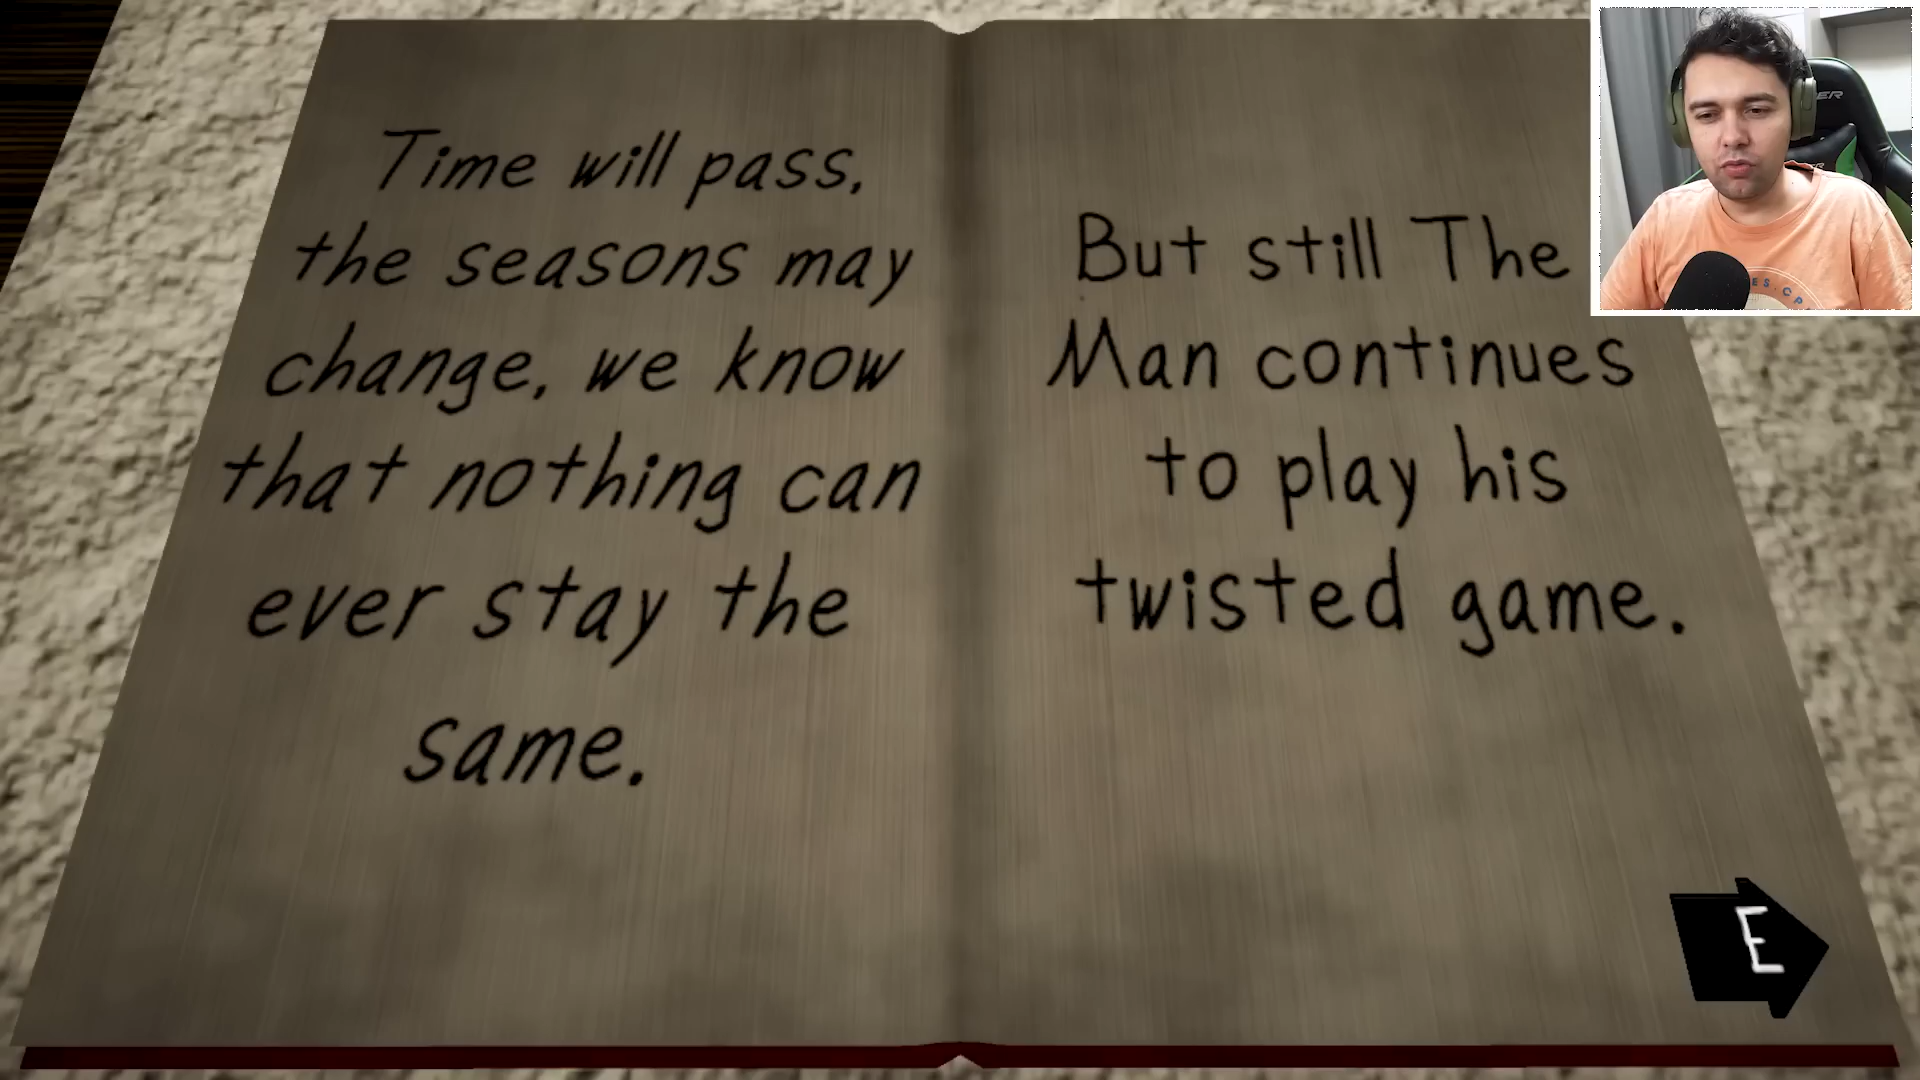 Time will pass,
the seasons may
change, we know
that nothing can
ever stay the
same.
But still The
Man continues
to play his
twisted game.
E